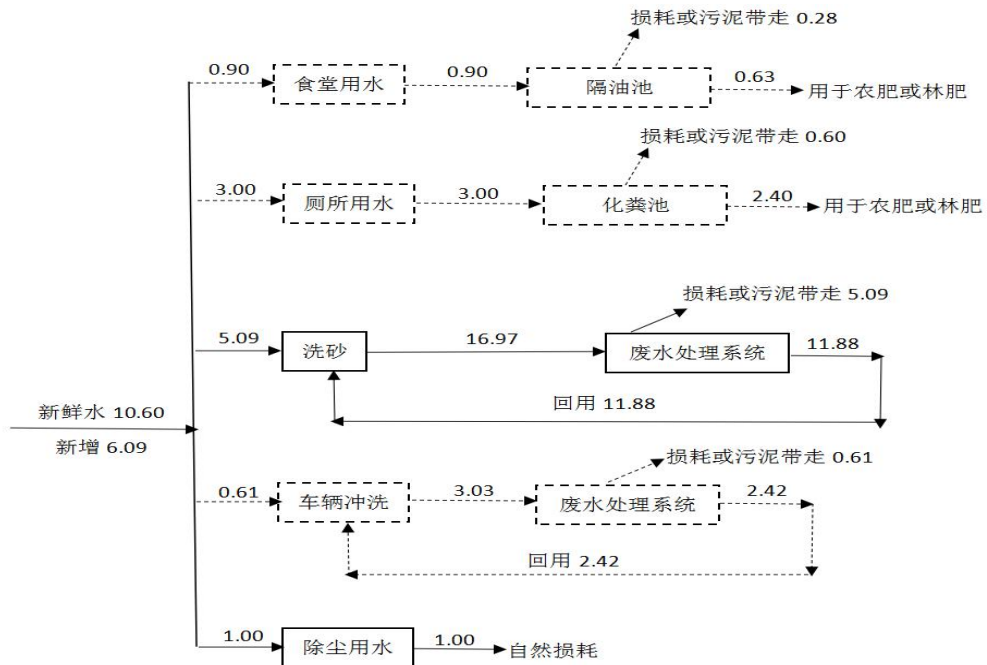 损耗或污泥带走 0.28
0.90
食堂用水
0.90
隔油池
0.63
用于农肥或林肥
损耗或污泥带走 0.60
3.00
厕所用水
3.00
化粪池
2.40
用于农肥或林肥
损耗或污泥带走 5.09
5.09
洗砂
16.97
废水处理系统
11.88
回用 11.88
新鲜水 10.60
新增 6.09
损耗或污泥带走 0.61
0.61
车辆冲洗
3.03
废水处理系统
2.42
回用 2.42
1.00
除尘用水
1.00
自然损耗